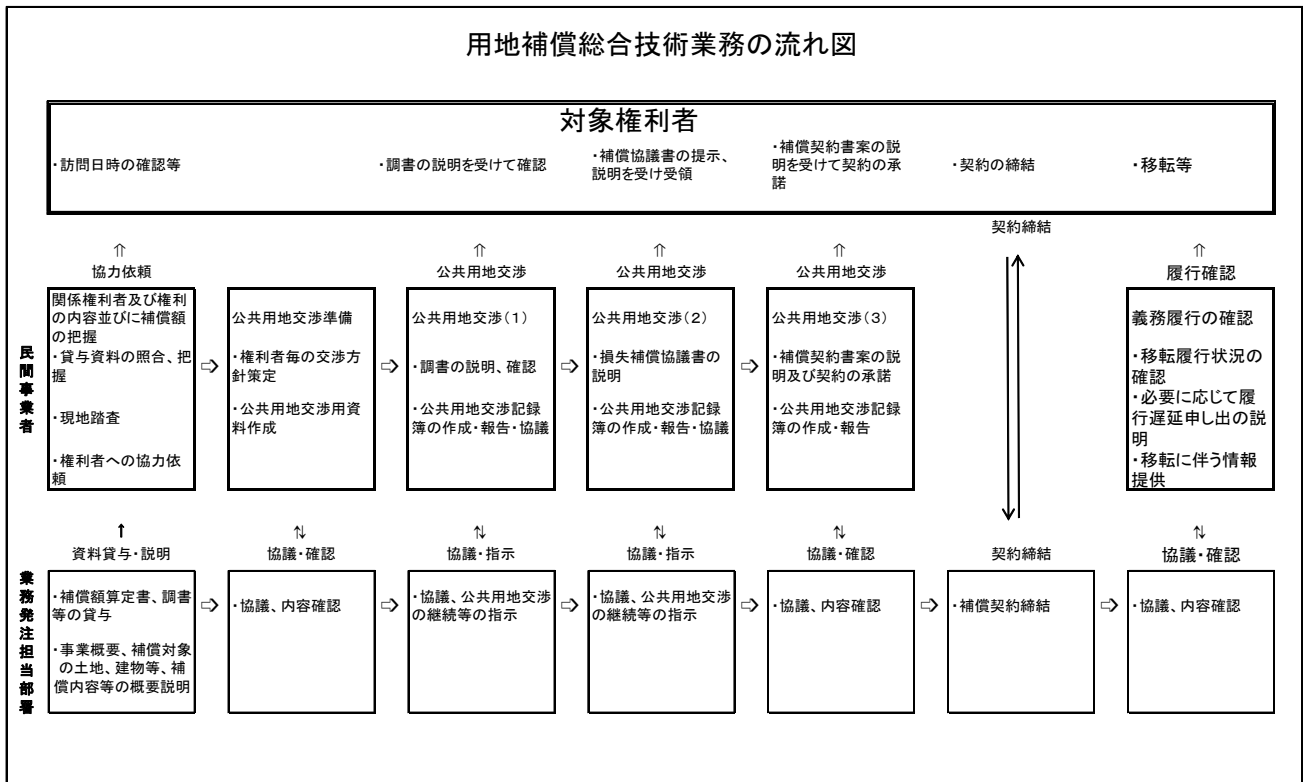 用地補償総合技術業務の流れ図
対象権利者
・訪問日時の確認等
・調書の説明を受けて確認
・補償協議書の提示、
説明を受け受領
・補償契約書案の説
明を受けて契約の承
諾
・契約の締結
・移転等
⇑
協力依頼
⇑
公共用地交渉
⇑
公共用地交渉
⇑
公共用地交渉
契約締結
⇑
履行確認
民間事業者
関係権利者及び権利
の内容並びに補償額
の把握
・貸与資料の照合、把
握
・現地踏査
・権利者への協力依
頼
⇨
公共用地交渉準備
・権利者毎の交渉方
針策定
・公共用地交渉用資
料作成
⇨
公共用地交渉(1)
・調書の説明、確認
・公共用地交渉記録
簿の作成・報告・協議
⇨
公共用地交渉(2)
・損失補償協議書の
説明
・公共用地交渉記録
簿の作成・報告・協議
⇨
公共用地交渉(3)
・補償契約書案の説
明及び契約の承諾
・公共用地交渉記録
簿の作成・報告
義務履行の確認
・移転履行状況の
確認
・必要に応じて履
行遅延申し出の説
明
・移転に伴う情報
提供
↑
資料貸与・説明
⇅
協議・確認
⇅
協議・指示
⇅
協議・指示
⇅
協議・確認
契約締結
⇅
協議・確認
業務発注担当部署
・補償額算定書、調書
等の貸与
・事業概要、補償対象
の土地、建物等、補
償内容等の概要説明
⇨
・協議、内容確認
⇨
・協議、公共用地交渉
の継続等の指示
⇨
・協議、公共用地交渉
の継続等の指示
⇨
・協議、内容確認
⇨
・補償契約締結
⇨
・協議、内容確認